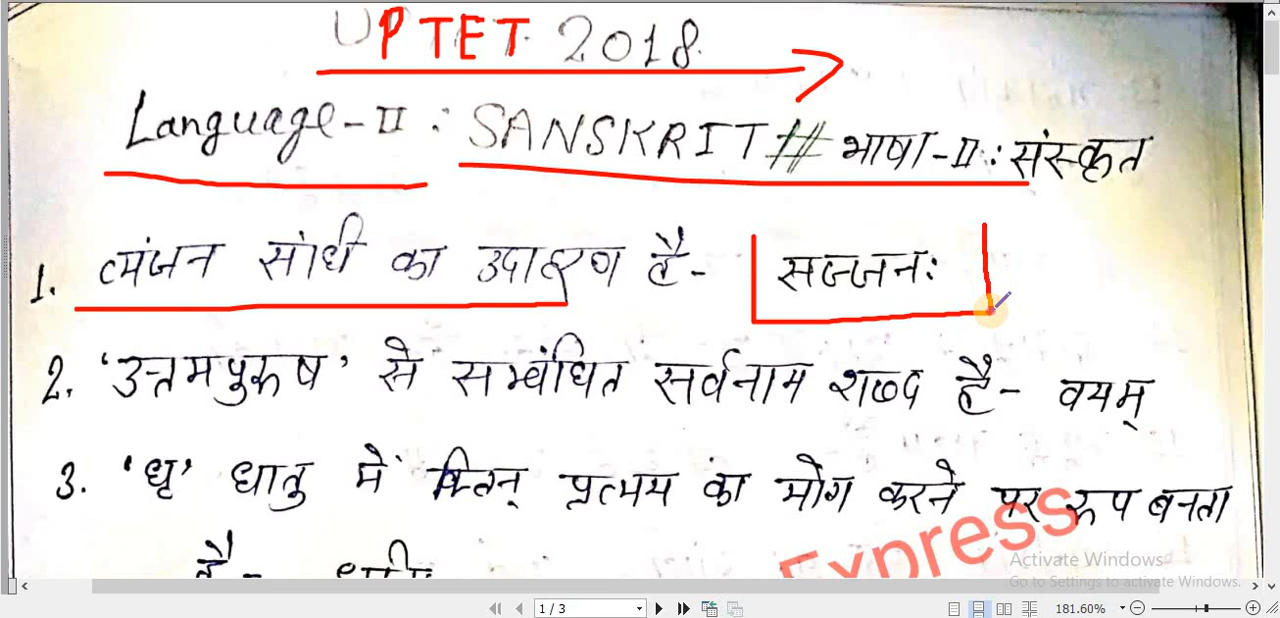 UPTET 2018
Language-II : SANSKRIT # भाषा-II : संस्कृत
1. व्यंजन संधी का उदाहरण है- सज्जनः
2. 'उत्तमपुरुष' से सम्बंधित सर्वनाम शब्द है- वयम्
3. 'धृ' धातु में क्तिन् प्रत्यय का योग करने पर रूप बनता
है-
Express
Activate Windows
Go to Settings to activate Windows.
1 / 3
181.60%